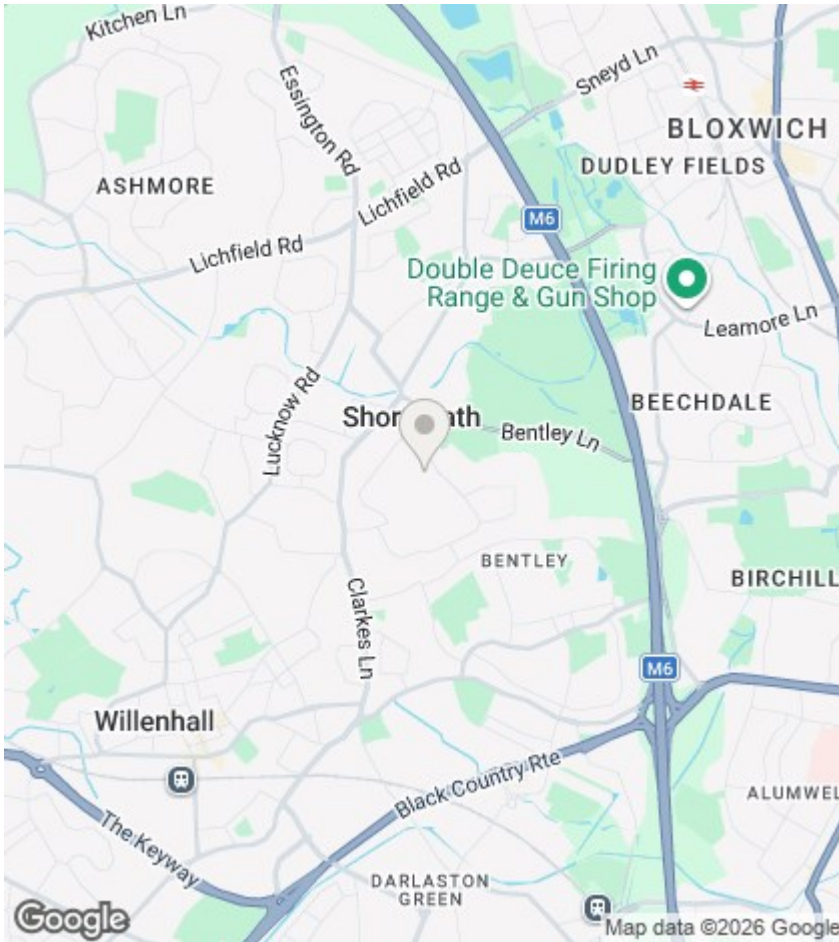 Kitchen Ln
Essington Rd
Sneyd Ln
BLOXWICH
DUDLEY FIELDS
ASHMORE
Lichfield Rd
Lichfield Rd
M6
Double Deuce Firing
Range & Gun Shop
Leamore Ln
Lucknow Rd
BEECHDALE
Bentley Ln
BENTLEY
BIRCHILL
Clarkes Ln
M6
Willenhall
Black Country Rte
ALUMWEL
The Keyway
DARLASTON
GREEN
Google
Map data ©2026 Google